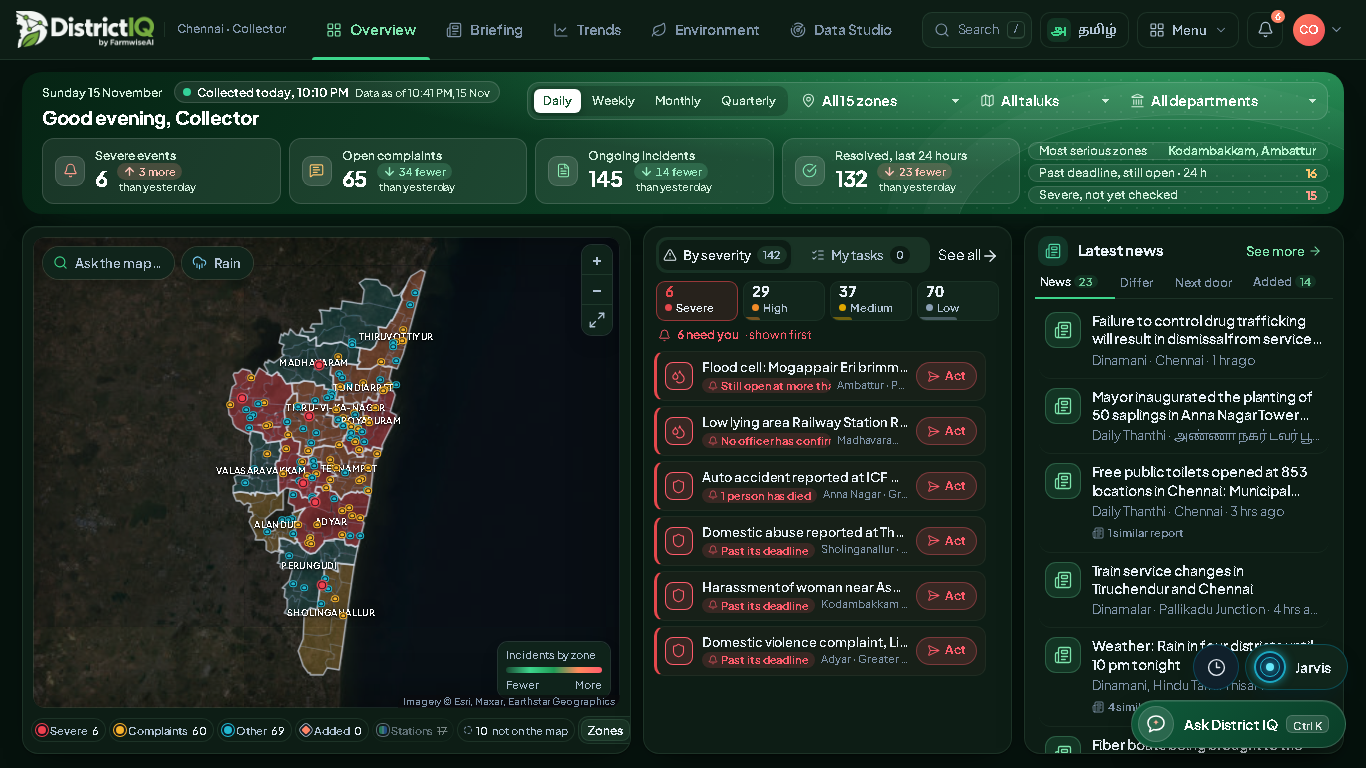 DistrictIQ
by FarmwiseAI
Chennai · Collector
Overview
Briefing
Trends
Environment
Data Studio
Search /
அ தமிழ்
Menu
6
CO
Sunday 15 November
Collected today, 10:10 PM Data as of 10:41 PM, 15 Nov
Good evening, Collector
Daily
Weekly
Monthly
Quarterly
All 15 zones
All taluks
All departments
Severe events
6 ↑ 3 more
than yesterday
Open complaints
65 ↓ 34 fewer
than yesterday
Ongoing incidents
145 ↓ 14 fewer
than yesterday
Resolved, last 24 hours
132 ↓ 23 fewer
than yesterday
Most serious zones Kodambakkam, Ambattur
Past deadline, still open · 24 h 16
Severe, not yet checked 15
Ask the map...
Rain
+
−
THIRUVOTTIYUR
MADHAVARAM
TONDIARPET
THIRU-VI-KA-NAGAR
ROYAPURAM
VALASARAVAKKAM
TEYNAMPET
ALANDUR
ADYAR
PERUNGUDI
SHOLINGANALLUR
Incidents by zone
Fewer More
Imagery © Esri, Maxar, Earthstar Geographics
Severe 6
Complaints 60
Other 69
Added 0
Stations 17
10 not on the map
Zones
By severity 142
My tasks 0
See all →
6
Severe
29
High
37
Medium
70
Low
6 need you · shown first
Flood cell: Mogappair Eri brimm...
Still open at more tha Ambattur · P...
Act
Low lying area Railway Station R...
No officer has confir Madhavara...
Act
Auto accident reported at ICF ...
1 person has died Anna Nagar · Gr...
Act
Domestic abuse reported at Th...
Past its deadline Sholinganallur · ...
Act
Harassment of woman near As...
Past its deadline Kodambakkam ...
Act
Domestic violence complaint, Li...
Past its deadline Adyar · Greater ...
Act
Latest news
See more →
News 23
Differ
Next door
Added 14
Failure to control drug trafficking
will result in dismissal from service...
Dinamani · Chennai · 1 hr ago
Mayor inaugurated the planting of
50 saplings in Anna Nagar Tower...
Daily Thanthi · அண்ணா நகர் டவர் பூ...
Free public toilets opened at 853
locations in Chennai: Municipal...
Daily Thanthi · Chennai · 3 hrs ago
1 similar report
Train service changes in
Tiruchendur and Chennai
Dinamalar · Pallikadu Junction · 4 hrs a...
Weather: Rain in four districts until
10 pm tonight
Dinamani, Hindu
4 simil
Jarvis
Ask District IQ Ctrl K
Fiber boats being brought to the